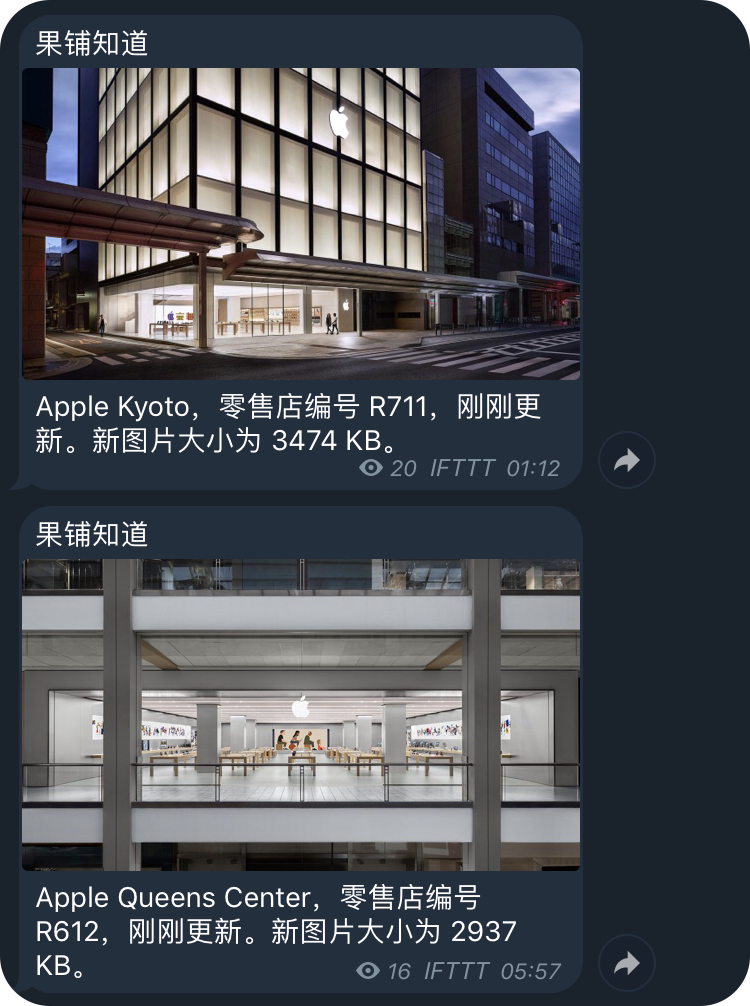 果铺知道
Apple Kyoto，零售店编号 R711，刚刚更
新。新图片大小为 3474 KB。
20 IFTTT 01:12
果铺知道
Apple Queens Center，零售店编号
R612，刚刚更新。新图片大小为 2937
KB。
16 IFTTT 05:57